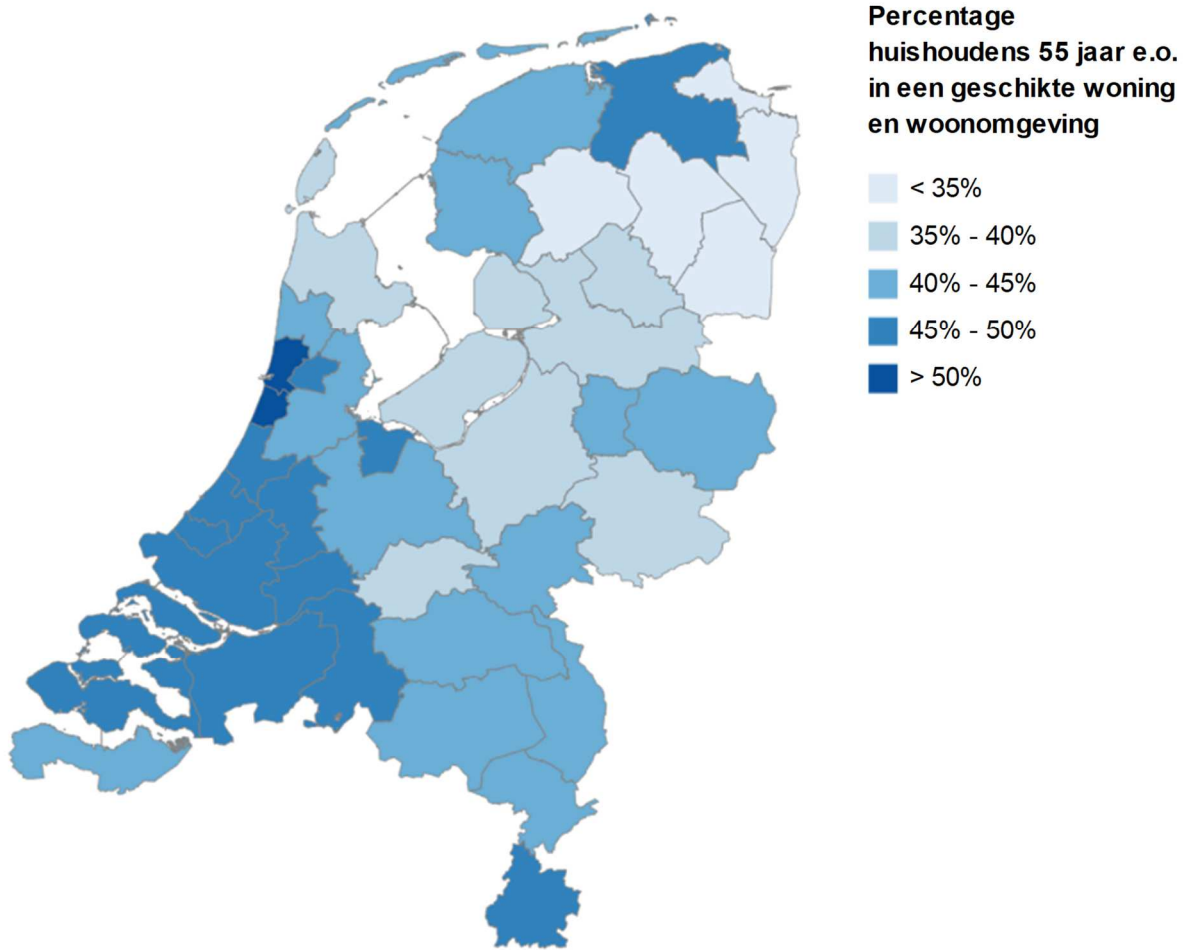 Percentage
huishoudens 55 jaar e.o.
in een geschikte woning
en woonomgeving
< 35%
35% - 40%
40% - 45%
45% - 50%
> 50%